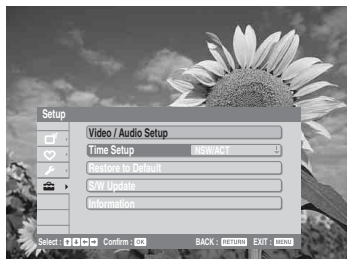 Setup
Video / Audio Setup
Time Setup NSW/ACT
Restore to Default
S/W Update
Information
Select : Confirm : OK BACK : RETURN EXIT : MENU